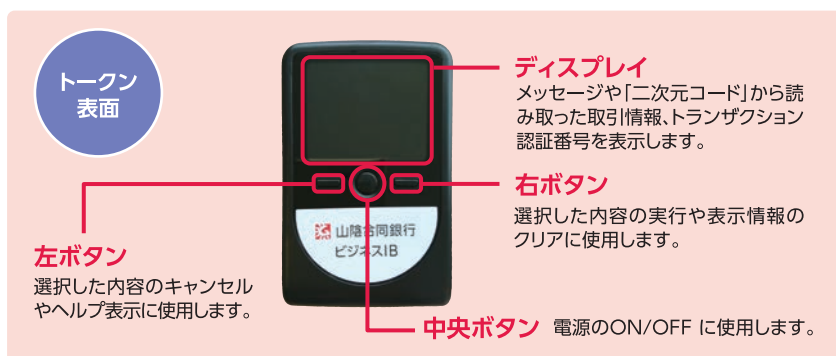 トークン
表面
ディスプレイ
メッセージや「二次元コード」から読
み取った取引情報、トランザクション
認証番号を表示します。
右ボタン
選択した内容の実行や表示情報の
クリアに使用します。
山陰合同銀行
ビジネスIB
左ボタン
選択した内容のキャンセル
やヘルプ表示に使用します。
中央ボタン 電源のON/OFF に使用します。